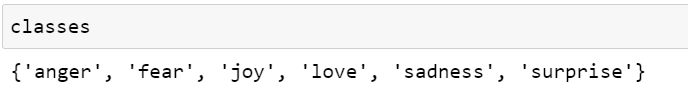 classes
{'anger', 'fear', 'joy', 'love', 'sadness', 'surprise'}